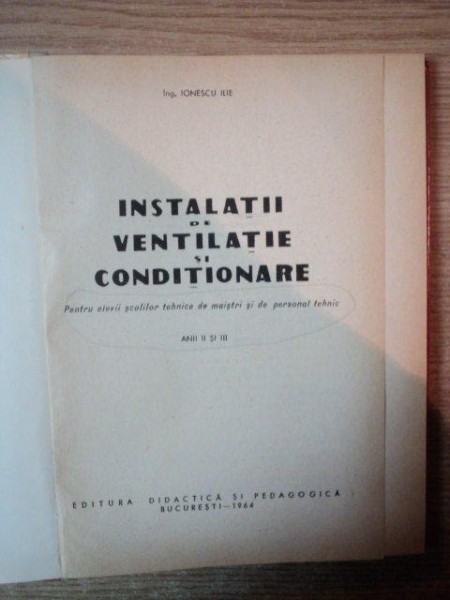 Ing. IONESCU ILIE
INSTALAȚII
DE
VENTILAȚIE
ȘI
CONDIȚIONARE
Pentru elevii școlilor tehnice de maiștri și de personal tehnic
ANII II ȘI III
EDITURA DIDACTICĂ ȘI PEDAGOGICĂ
BUCUREȘTI—1964